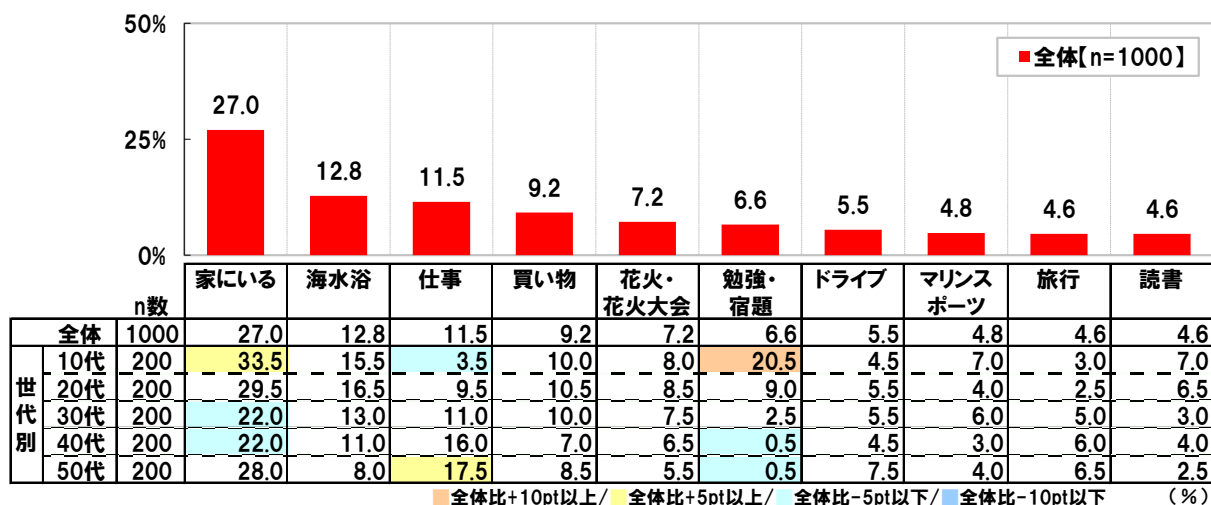 50%
25%
0%
■全体【n=1000】
27.0 12.8 11.5 9.2 7.2 6.6 5.5 4.8 4.6 4.6
n数 家にいる 海水浴 仕事 買い物 花火・花火大会 勉強・宿題 ドライブ マリンスポーツ 旅行 読書
全体 1000 27.0 12.8 11.5 9.2 7.2 6.6 5.5 4.8 4.6 4.6
世代別
10代 200 33.5 15.5 3.5 10.0 8.0 20.5 4.5 7.0 3.0 7.0
20代 200 29.5 16.5 9.5 10.5 8.5 9.0 5.5 4.0 2.5 6.5
30代 200 22.0 13.0 11.0 10.0 7.5 2.5 5.5 6.0 5.0 3.0
40代 200 22.0 11.0 16.0 7.0 6.5 0.5 4.5 3.0 6.0 4.0
50代 200 28.0 8.0 17.5 8.5 5.5 0.5 7.5 4.0 6.5 2.5
■全体比+10pt以上/■全体比+5pt以上/■全体比-5pt以下/■全体比-10pt以下 (%)